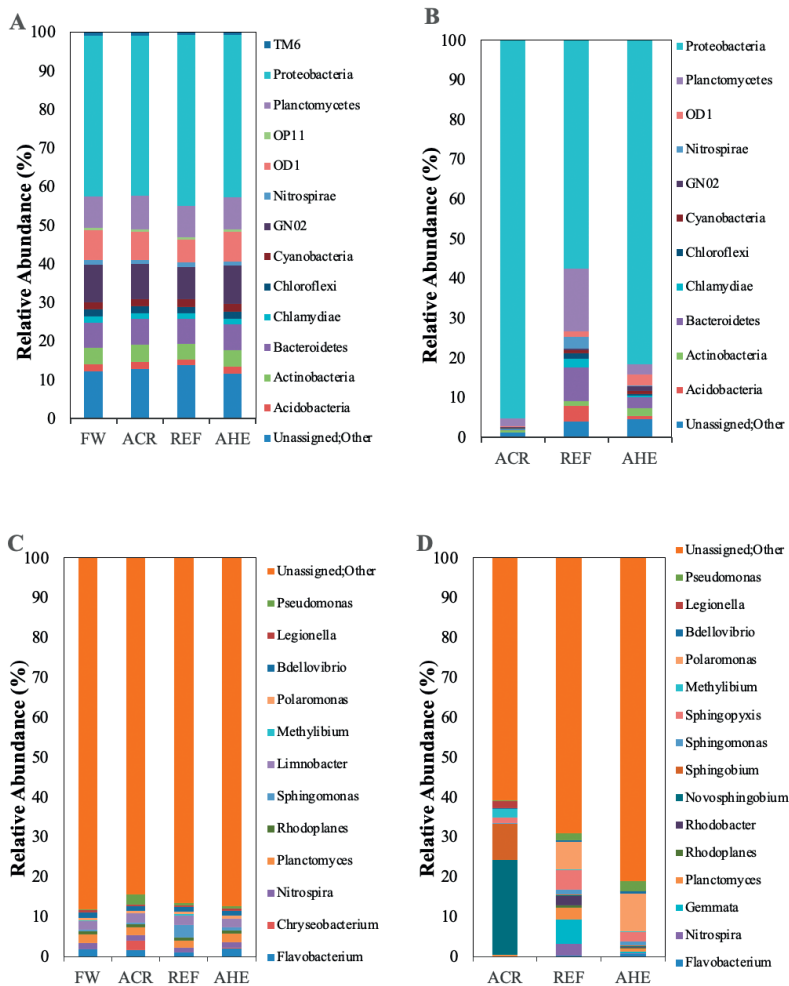 A
Relative Abundance (%)
100
90
80
70
60
50
40
30
20
10
0
FW ACR REF AHE
TM6
Proteobacteria
Planctomycetes
OP11
OD1
Nitrospirae
GN02
Cyanobacteria
Chloroflexi
Chlamydiae
Bacteroidetes
Actinobacteria
Acidobacteria
Unassigned;Other
B
Relative Abundance (%)
100
90
80
70
60
50
40
30
20
10
0
ACR REF AHE
Proteobacteria
Planctomycetes
OD1
Nitrospirae
GN02
Cyanobacteria
Chloroflexi
Chlamydiae
Bacteroidetes
Actinobacteria
Acidobacteria
Unassigned;Other
C
Relative Abundance (%)
100
90
80
70
60
50
40
30
20
10
0
FW ACR REF AHE
Unassigned;Other
Pseudomonas
Legionella
Bdellovibrio
Polaromonas
Methylibium
Limnobacter
Sphingomonas
Rhodoplanes
Planctomyces
Nitrospira
Chryseobacterium
Flavobacterium
D
Relative Abundance (%)
100
90
80
70
60
50
40
30
20
10
0
ACR REF AHE
Unassigned;Other
Pseudomonas
Legionella
Bdellovibrio
Polaromonas
Methylibium
Sphingopyxis
Sphingomonas
Sphingobium
Novosphingobium
Rhodobacter
Rhodoplanes
Planctomyces
Gemmata
Nitrospira
Flavobacterium